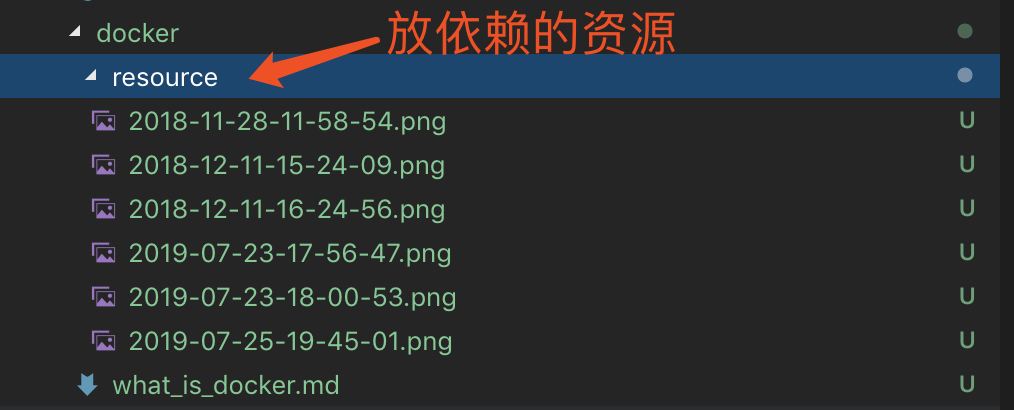 docker
放依赖的资源
resource
2018-11-28-11-58-54.png U
2018-12-11-15-24-09.png U
2018-12-11-16-24-56.png U
2019-07-23-17-56-47.png U
2019-07-23-18-00-53.png U
2019-07-25-19-45-01.png U
what_is_docker.md U